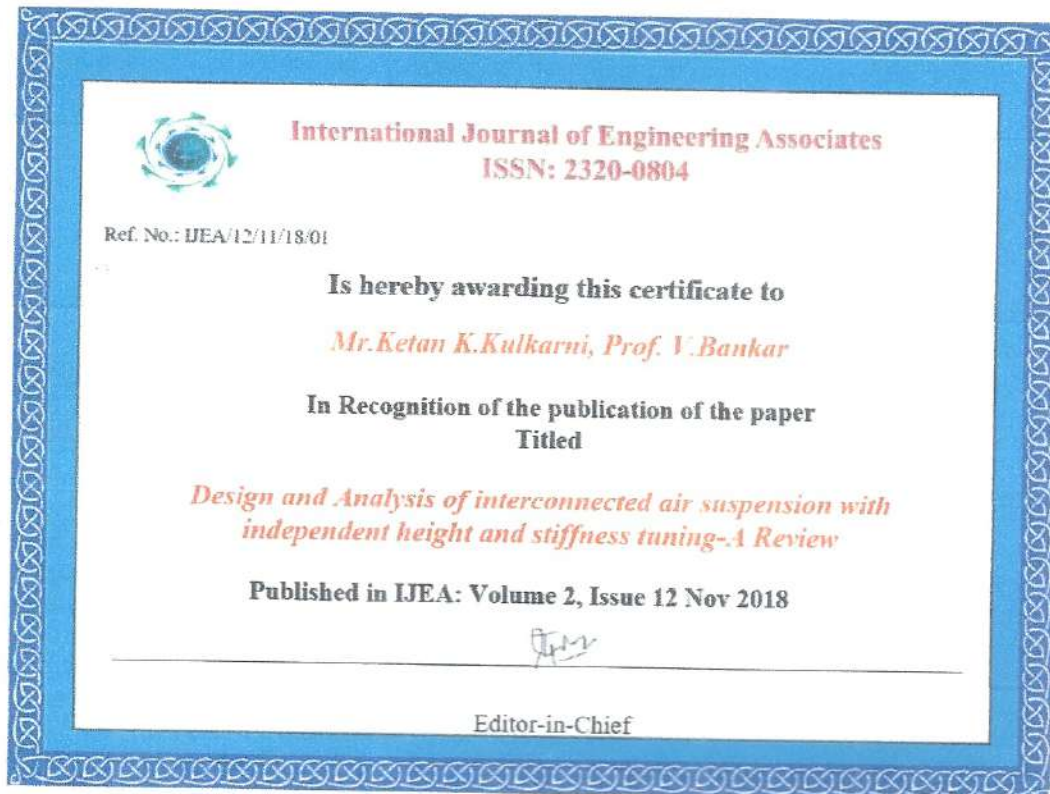 International Journal of Engineering Associates
ISSN: 2320-0804
Ref. No.: IJEA/12/11/18/01
Is hereby awarding this certificate to
Mr.Ketan K.Kulkarni, Prof. V.Bankar
In Recognition of the publication of the paper
Titled
Design and Analysis of interconnected air suspension with
independent height and stiffness tuning-A Review
Published in IJEA: Volume 2, Issue 12 Nov 2018
Editor-in-Chief